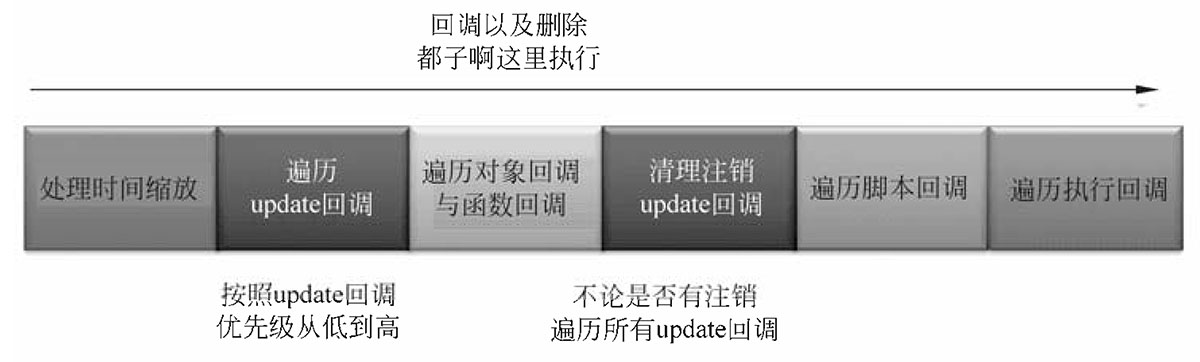 回调以及删除
都子啊这里执行
处理时间缩放
遍历
update回调
遍历对象回调
与函数回调
清理注销
update回调
遍历脚本回调
遍历执行回调
按照update回调
优先级从低到高
不论是否有注销
遍历所有update回调